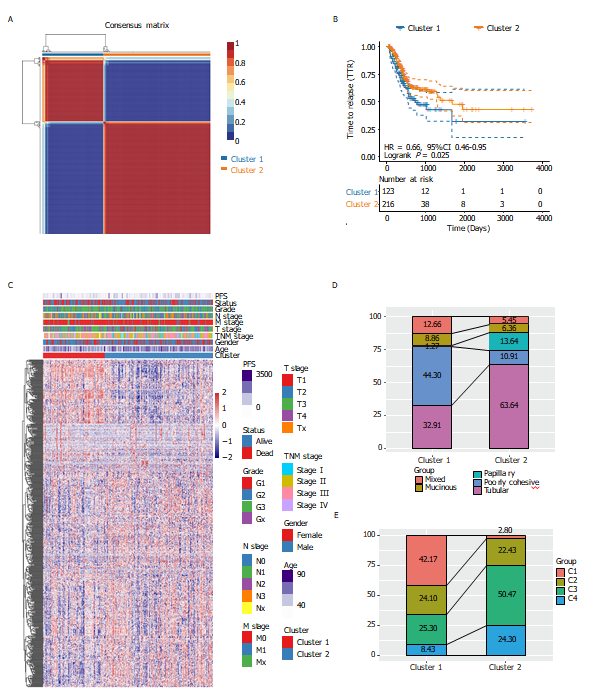 A
Consensus matrix
1
0.8
0.6
0.4
0.2
0
Cluster 1
Cluster 2
B
Cluster 1 Cluster 2
Time to relapse (TTR)
1.00
0.75
0.50
0.25
0.00
HR = 0.66, 95%CI 0.46-0.95
Logrank P = 0.025
0 1000 2000 3000 4000
Number at risk
Cluster 1 123 12 1 1 0
Cluster 2 216 38 8 3 0
0 1000 2000 3000 4000
Time (Days)
C
PFS
Status
Grade
N stage
M stage
T stage
TNM stage
Gender
Age
Cluster
2
1
0
−1
−2
PFS
3500
0
Status
Alive
Dead
Grade
G1
G2
G3
Gx
N stage
N0
N1
N2
N3
Nx
M stage
M0
M1
Mx
T stage
T1
T2
T3
T4
Tx
TNM stage
Stage I
Stage II
Stage III
Stage IV
Gender
Female
Male
Age
90
40
Cluster
Cluster 1
Cluster 2
D
100
75
50
25
0
12.66
8.86
1.27
44.30
32.91
5.45
6.36
13.64
10.91
63.64
Cluster 1 Cluster 2
Group
Mixed
Mucinous
Papillary
Poorly cohesive
Tubular
E
100
75
50
25
0
42.17
24.10
25.30
8.43
2.80
22.43
50.47
24.30
Cluster 1 Cluster 2
Group
C1
C2
C3
C4